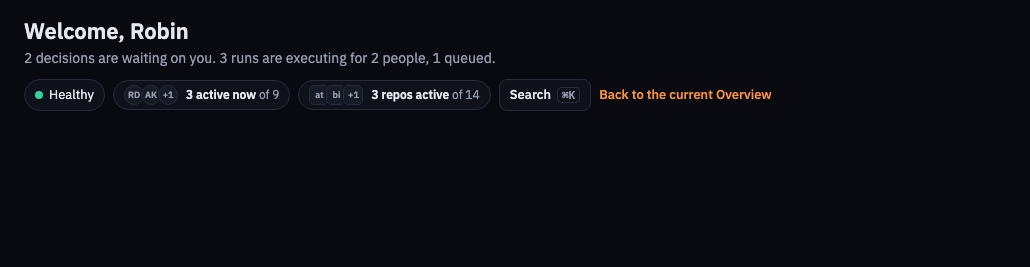 Welcome, Robin
2 decisions are waiting on you. 3 runs are executing for 2 people, 1 queued.
Healthy RD AK +1 3 active now of 9 at bi +1 3 repos active of 14 Search ⌘K Back to the current Overview